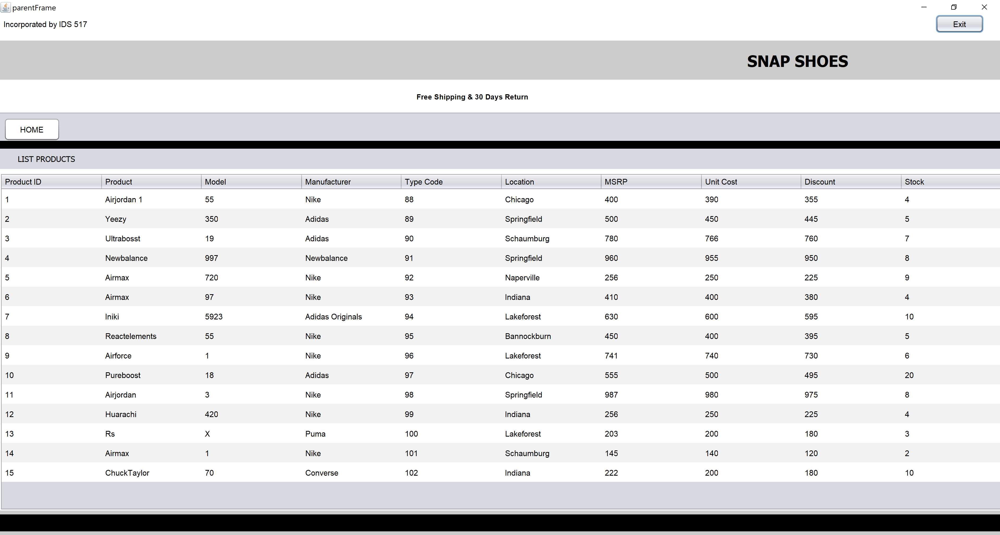 parentFrame
Incorporated by IDS 517
Exit
SNAP SHOES
Free Shipping & 30 Days Return
HOME
LIST PRODUCTS
Product ID Product Model Manufacturer Type Code Location MSRP Unit Cost Discount Stock
1 Airjordan 1 55 Nike 88 Chicago 400 390 355 4
2 Yeezy 350 Adidas 89 Springfield 500 450 445 5
3 Ultrabosst 19 Adidas 90 Schaumburg 780 766 760 7
4 Newbalance 997 Newbalance 91 Springfield 960 955 950 8
5 Airmax 720 Nike 92 Naperville 256 250 225 9
6 Airmax 97 Nike 93 Indiana 410 400 380 4
7 Iniki 5923 Adidas Originals 94 Lakeforest 630 600 595 10
8 Reactelements 55 Nike 95 Bannockburn 450 400 395 5
9 Airforce 1 Nike 96 Lakeforest 741 740 730 6
10 Pureboost 18 Adidas 97 Chicago 555 500 495 20
11 Airjordan 3 Nike 98 Springfield 987 980 975 8
12 Huarachi 420 Nike 99 Indiana 256 250 225 4
13 Rs X Puma 100 Lakeforest 203 200 180 3
14 Airmax 1 Nike 101 Schaumburg 145 140 120 2
15 ChuckTaylor 70 Converse 102 Indiana 222 200 180 10